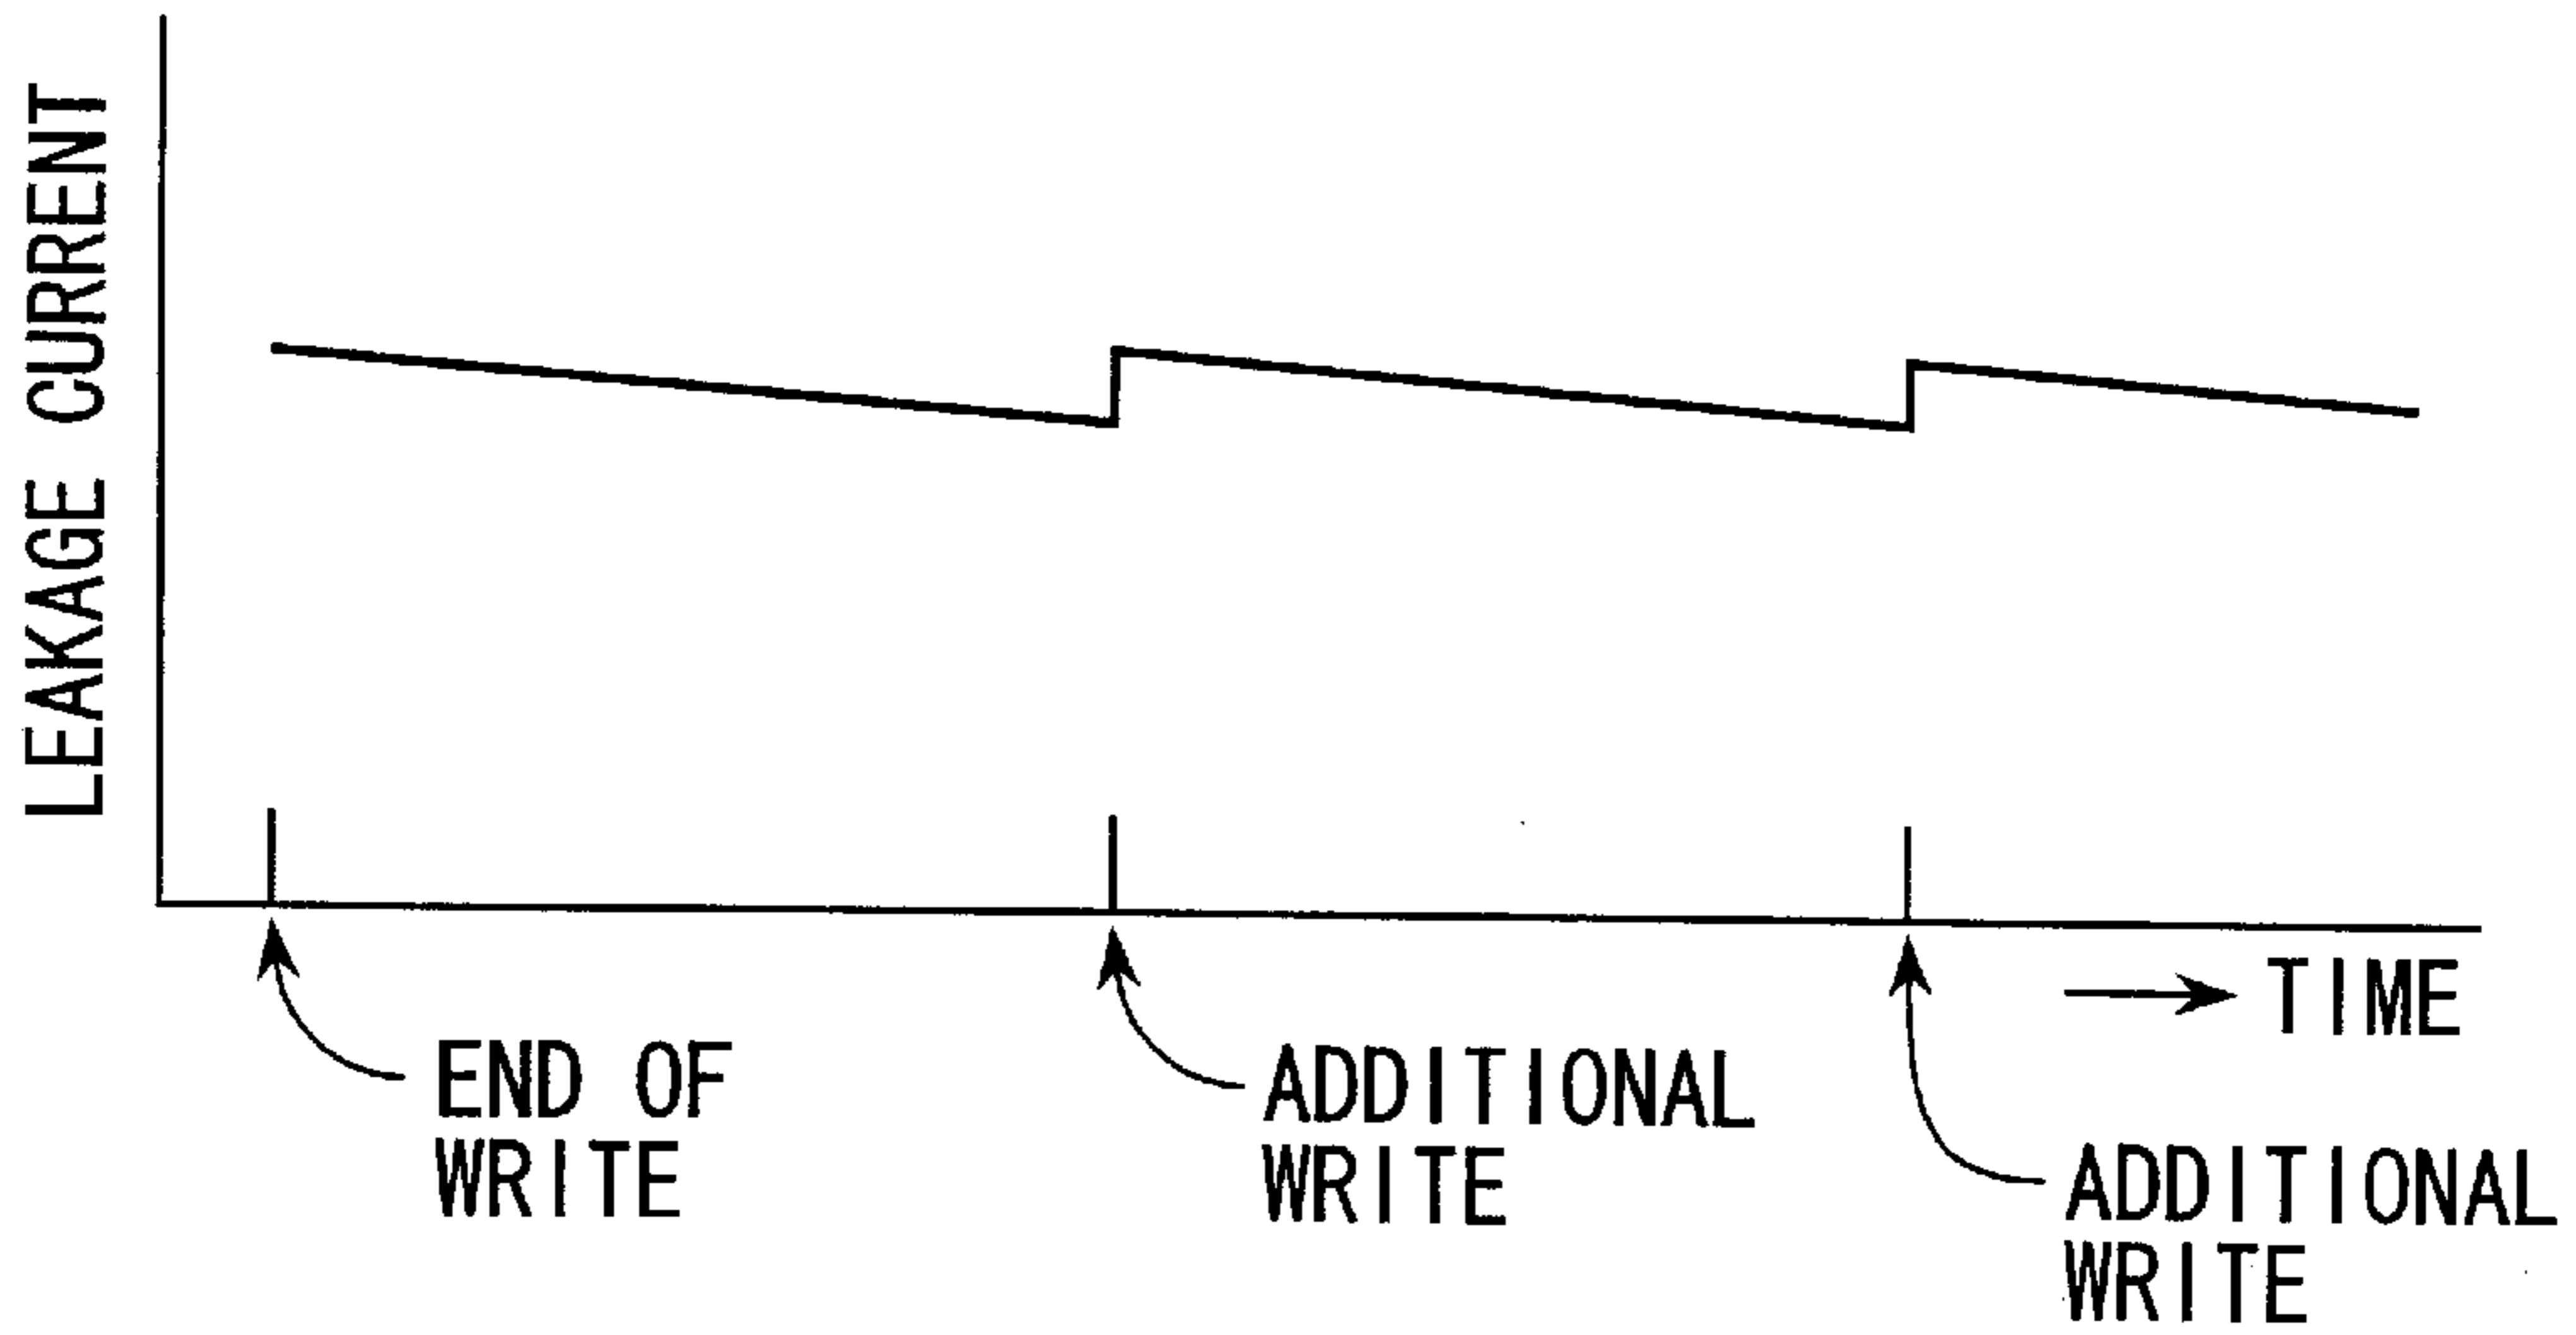 LEAKAGE CURRENT
TIME
END OF
WRITE
ADDITIONAL
WRITE
ADDITIONAL
WRITE